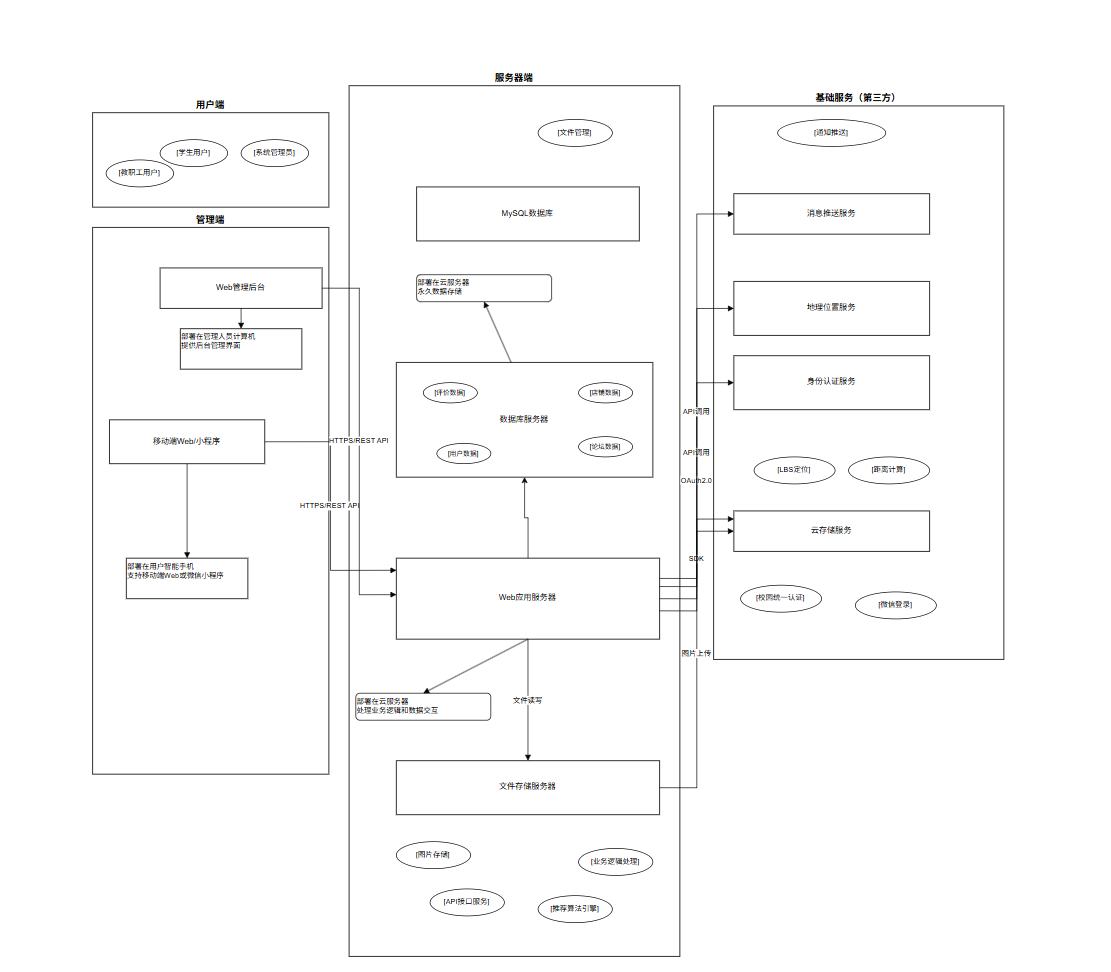 用户端
[学生用户]
[系统管理员]
[教职工用户]
管理端
Web管理后台
部署在管理人员计算机
提供后台管理界面
移动端Web/小程序
部署在用户智能手机
支持移动端Web或微信小程序
HTTPS/REST API
HTTPS/REST API
服务器端
[文件管理]
MySQL数据库
部署在云服务器
永久数据存储
[评价数据]
[店铺数据]
数据库服务器
[用户数据]
[论坛数据]
Web应用服务器
部署在云服务器
处理业务逻辑和数据交互
文件读写
文件存储服务器
[图片存储]
[业务逻辑处理]
[API接口服务]
[推荐算法引擎]
API调用
API调用
OAuth2.0
SDK
图片上传
基础服务（第三方）
[通知推送]
消息推送服务
地理位置服务
身份认证服务
[LBS定位]
[距离计算]
云存储服务
[校园统一认证]
[微信登录]